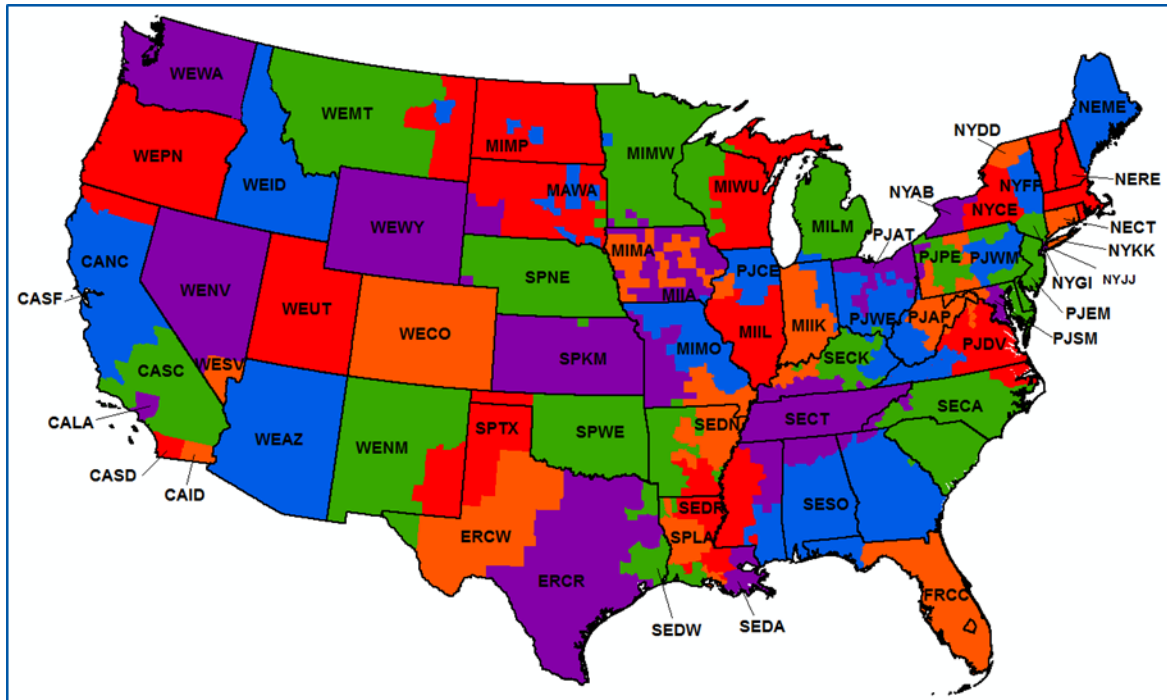 WEWA
WEMT
NEME
NYDD
MIMP
MIMW
WEPN
WEID
MAWA
MIWU
NYFF
NERE
NYAB
NYCE
WEWY
MILM
NECT
PJAT
NYKK
MIMA
PJPE
PJWM
CANC
SPNE
PJCE
NYGI
NYJJ
MIIA
CASF
WENV
WEUT
PJEM
WECO
MIIL
MIIK
PJWE
PJAP
PJSM
MIMO
PJDV
CASC
WESV
SPKM
SECK
CALA
SECT
SECA
SPTX
SPWE
SEDN
WEAZ
WENM
CASD
CAID
SEDR
SESO
ERCW
SPLA
ERCR
FRCC
SEDW
SEDA